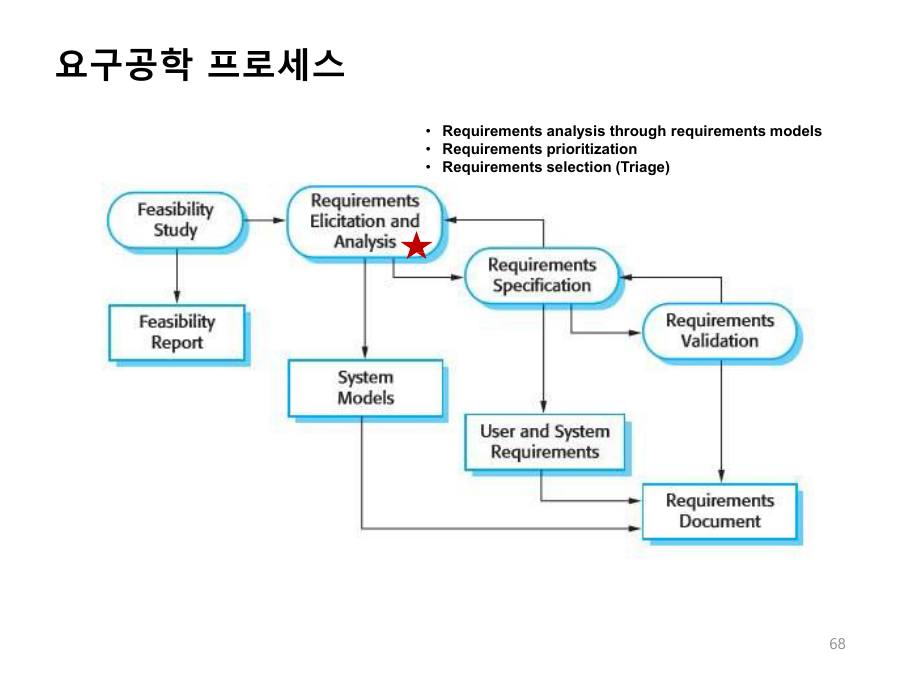 요구공학 프로세스
• Requirements analysis through requirements models
• Requirements prioritization
• Requirements selection (Triage)
Feasibility
Study
Requirements
Elicitation and
Analysis
Requirements
Specification
Requirements
Validation
Feasibility
Report
System
Models
User and System
Requirements
Requirements
Document
68